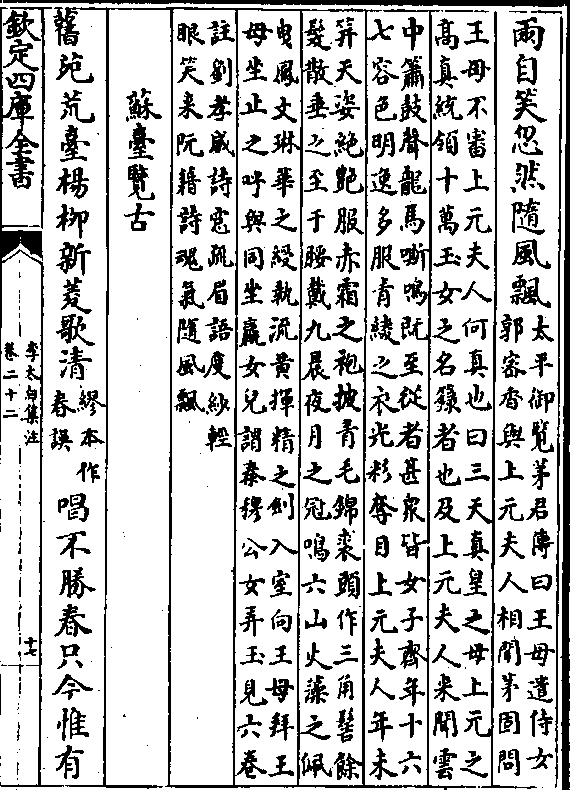 雨自笑忽然隨風飄太平御覽茅君傳曰王母遣侍女
郭密香與上元夫人相聞茅固問
王母不審上元夫人何真也曰三天真皇之母上元之
高真統領十萬玉女之名籙者也及上元夫人来聞雲
中簫鼓聲龍馬嘶鳴既至從者甚衆皆女子齊年十六
七容色明逸多服青綾之衣光彩奪目上元夫人年未
笄天姿絶艶服赤霜之袍披青毛錦裘頭作三角髻餘
髮散垂之至于腰戴九晨夜月之冠鳴六山火藻之佩
曳鳳文琳華之綬執流黄揮精之劍入室向王母拜王
母坐止之呼與同坐嬴女兒謂秦穆公女弄玉見六卷
註劉孝威詩窓疏眉語度紗輕
眼笑来阮籍詩魂氣隨風飄
蘇臺覽古
舊苑荒臺楊柳新菱歌清繆本作
春誤唱不勝春只今惟有
欽定四庫全書
李太白集注
卷二十二
十七